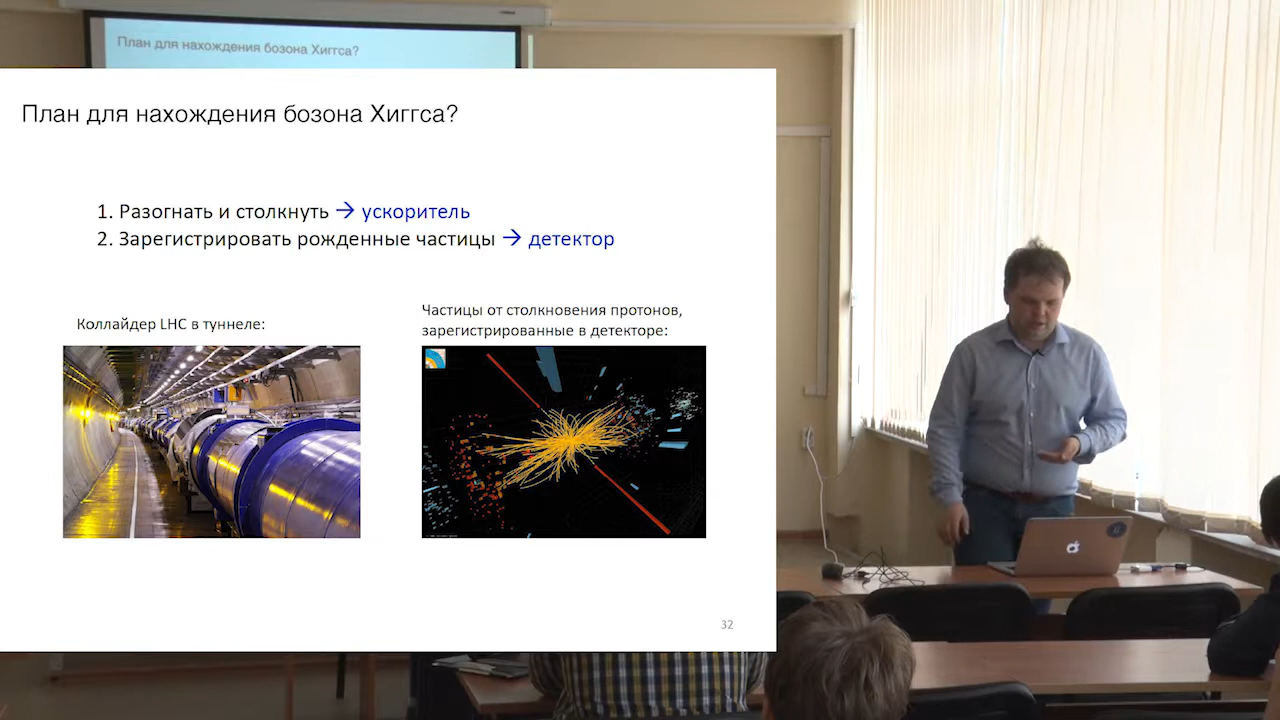 План для нахождения бозона Хиггса?
План для нахождения бозона Хиггса?
1. Разогнать и столкнуть → ускоритель
2. Зарегистрировать рожденные частицы → детектор
Коллайдер LHC в туннеле:
Частицы от столкновения протонов,
зарегистрированные в детекторе:
32